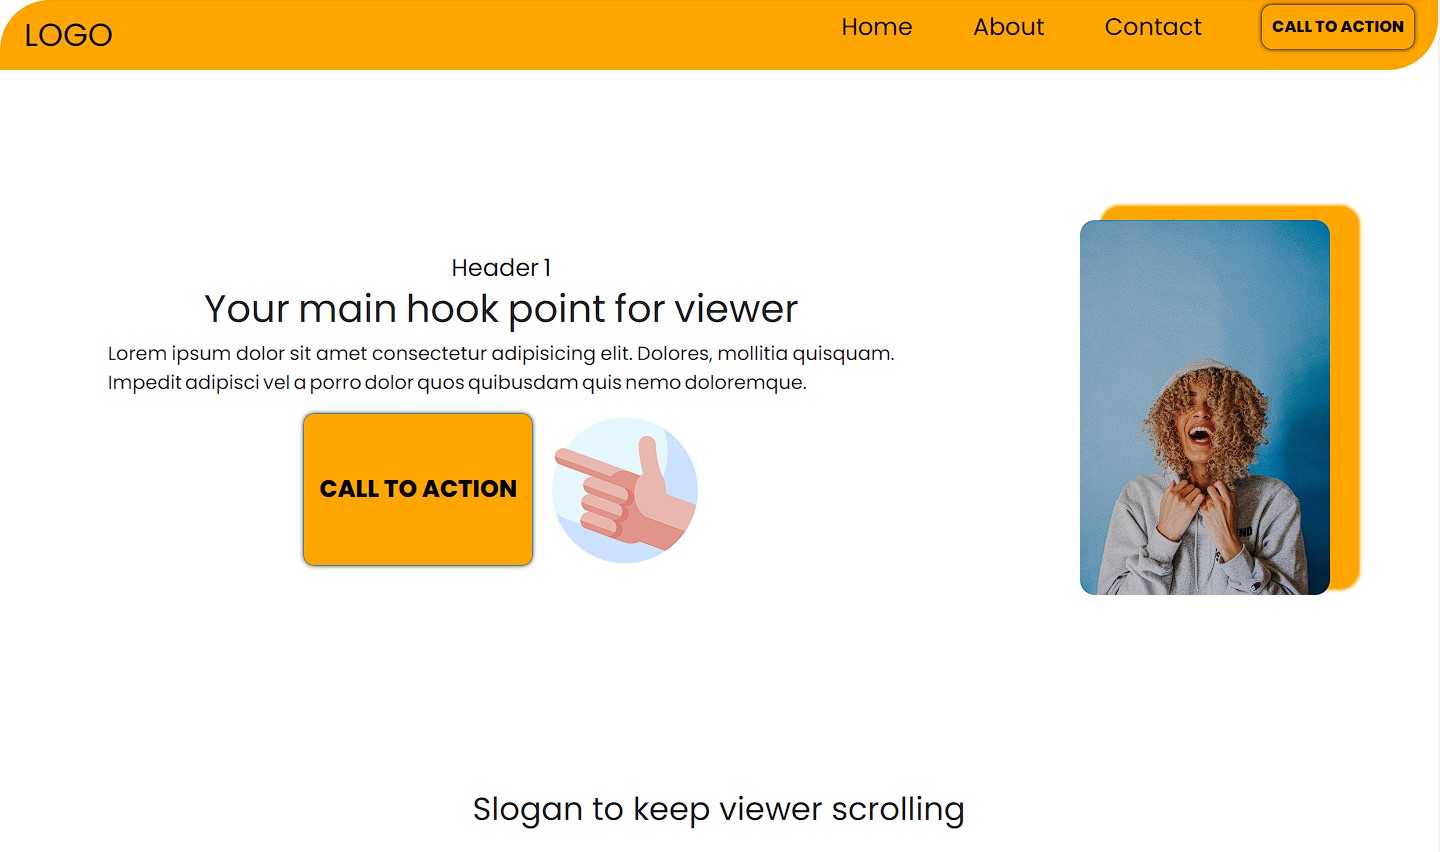 LOGO
Home About Contact CALL TO ACTION
Header 1
Your main hook point for viewer
Lorem ipsum dolor sit amet consectetur adipisicing elit. Dolores, mollitia quisquam.
Impedit adipisci vel a porro dolor quos quibusdam quis nemo doloremque.
CALL TO ACTION
Slogan to keep viewer scrolling